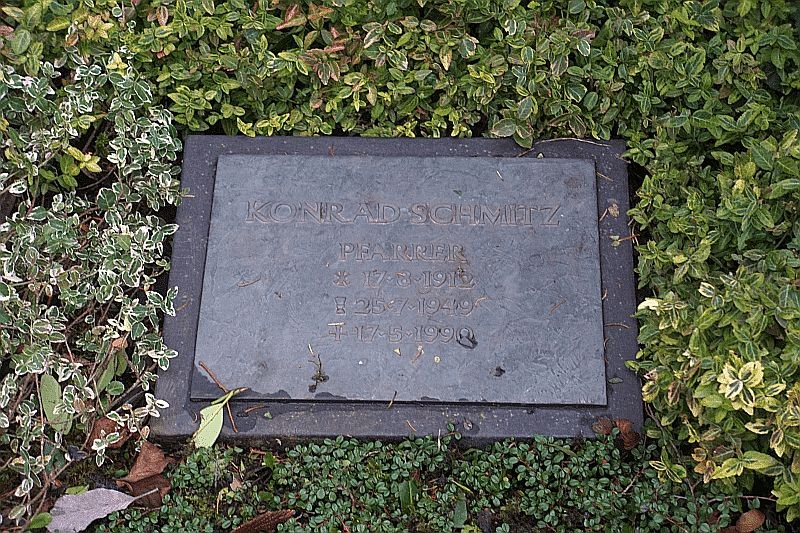 KONRAD SCHMITZ
PFARRER
* 17·8·1912
! 25·7·1949
+ 17·5·1990